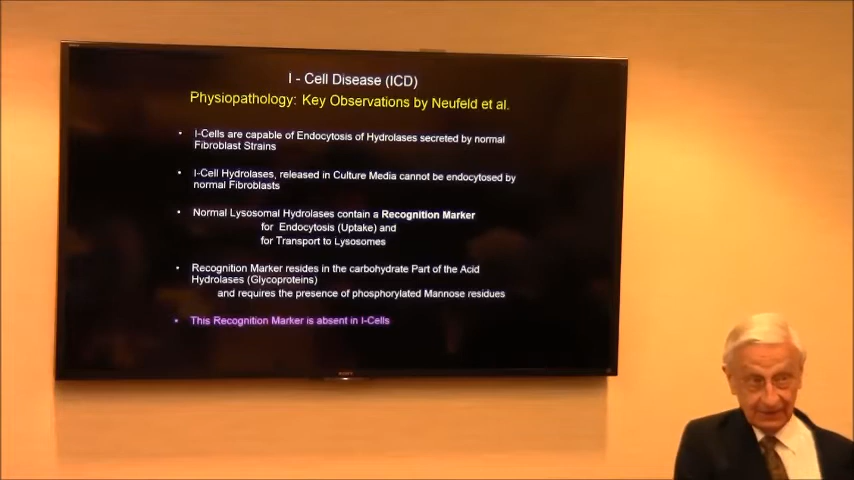 I - Cell Disease (ICD)
Physiopathology: Key Observations by Neufeld et al.
• I-Cells are capable of Endocytosis of Hydrolases secreted by normal
Fibroblast Strains
• I-Cell Hydrolases, released in Culture Media cannot be endocytosed by
normal Fibroblasts
• Normal Lysosomal Hydrolases contain a Recognition Marker
for Endocytosis (Uptake) and
for Transport to Lysosomes
• Recognition Marker resides in the carbohydrate Part of the Acid
Hydrolases (Glycoproteins)
and requires the presence of phosphorylated Mannose residues
• This Recognition Marker is absent in I-Cells
SONY